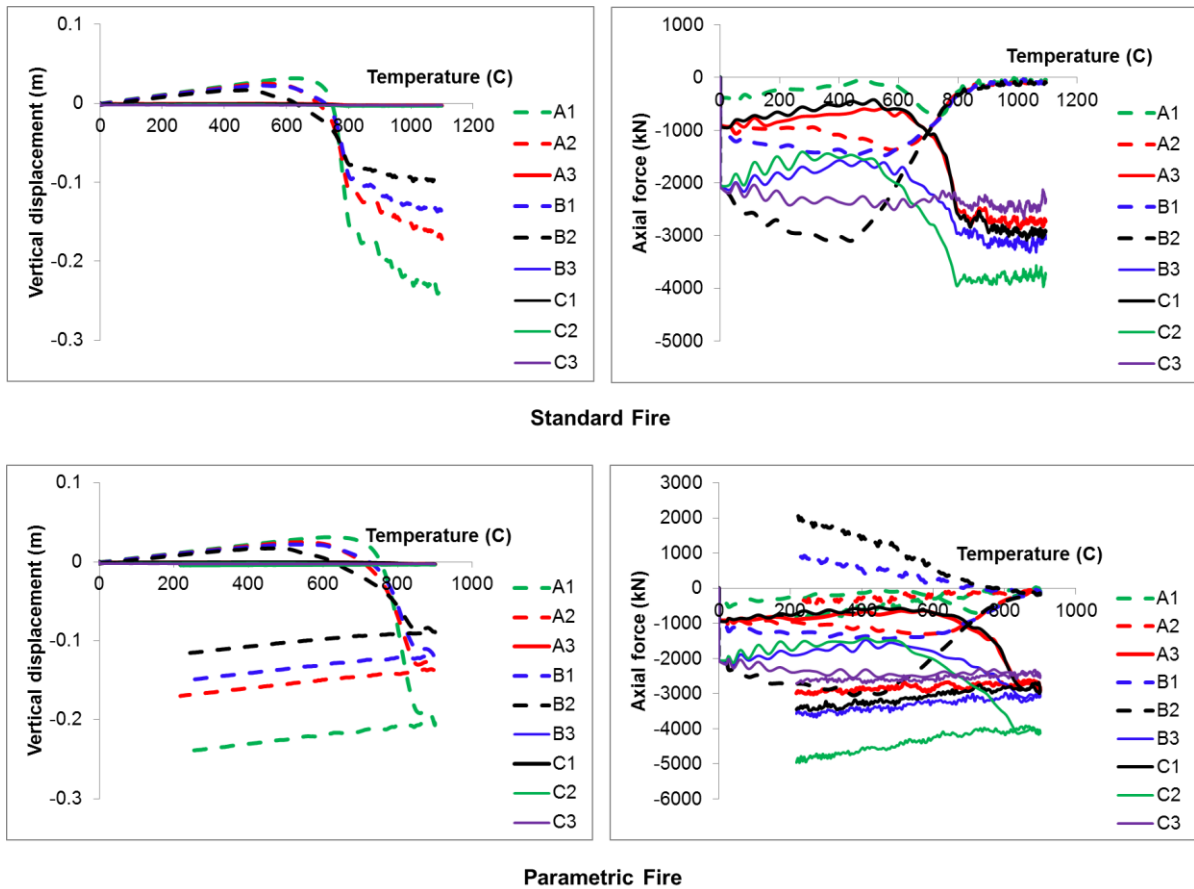 0.1
0
-0.1
-0.2
-0.3
0 200 400 600 800 1000 1200
Vertical displacement (m)
Temperature (C)
A1
A2
A3
B1
B2
B3
C1
C2
C3
1000
0
-1000
-2000
-3000
-4000
-5000
0 200 400 600 800 1000 1200
Axial force (kN)
Temperature (C)
A1
A2
A3
B1
B2
B3
C1
C2
C3
Standard Fire
0.1
0
-0.1
-0.2
-0.3
0 200 400 600 800 1000
Vertical displacement (m)
Temperature (C)
A1
A2
A3
B1
B2
B3
C1
C2
C3
3000
2000
1000
0
-1000
-2000
-3000
-4000
-5000
-6000
0 200 400 600 800 1000
Axial force (kN)
Temperature (C)
A1
A2
A3
B1
B2
B3
C1
C2
C3
Parametric Fire